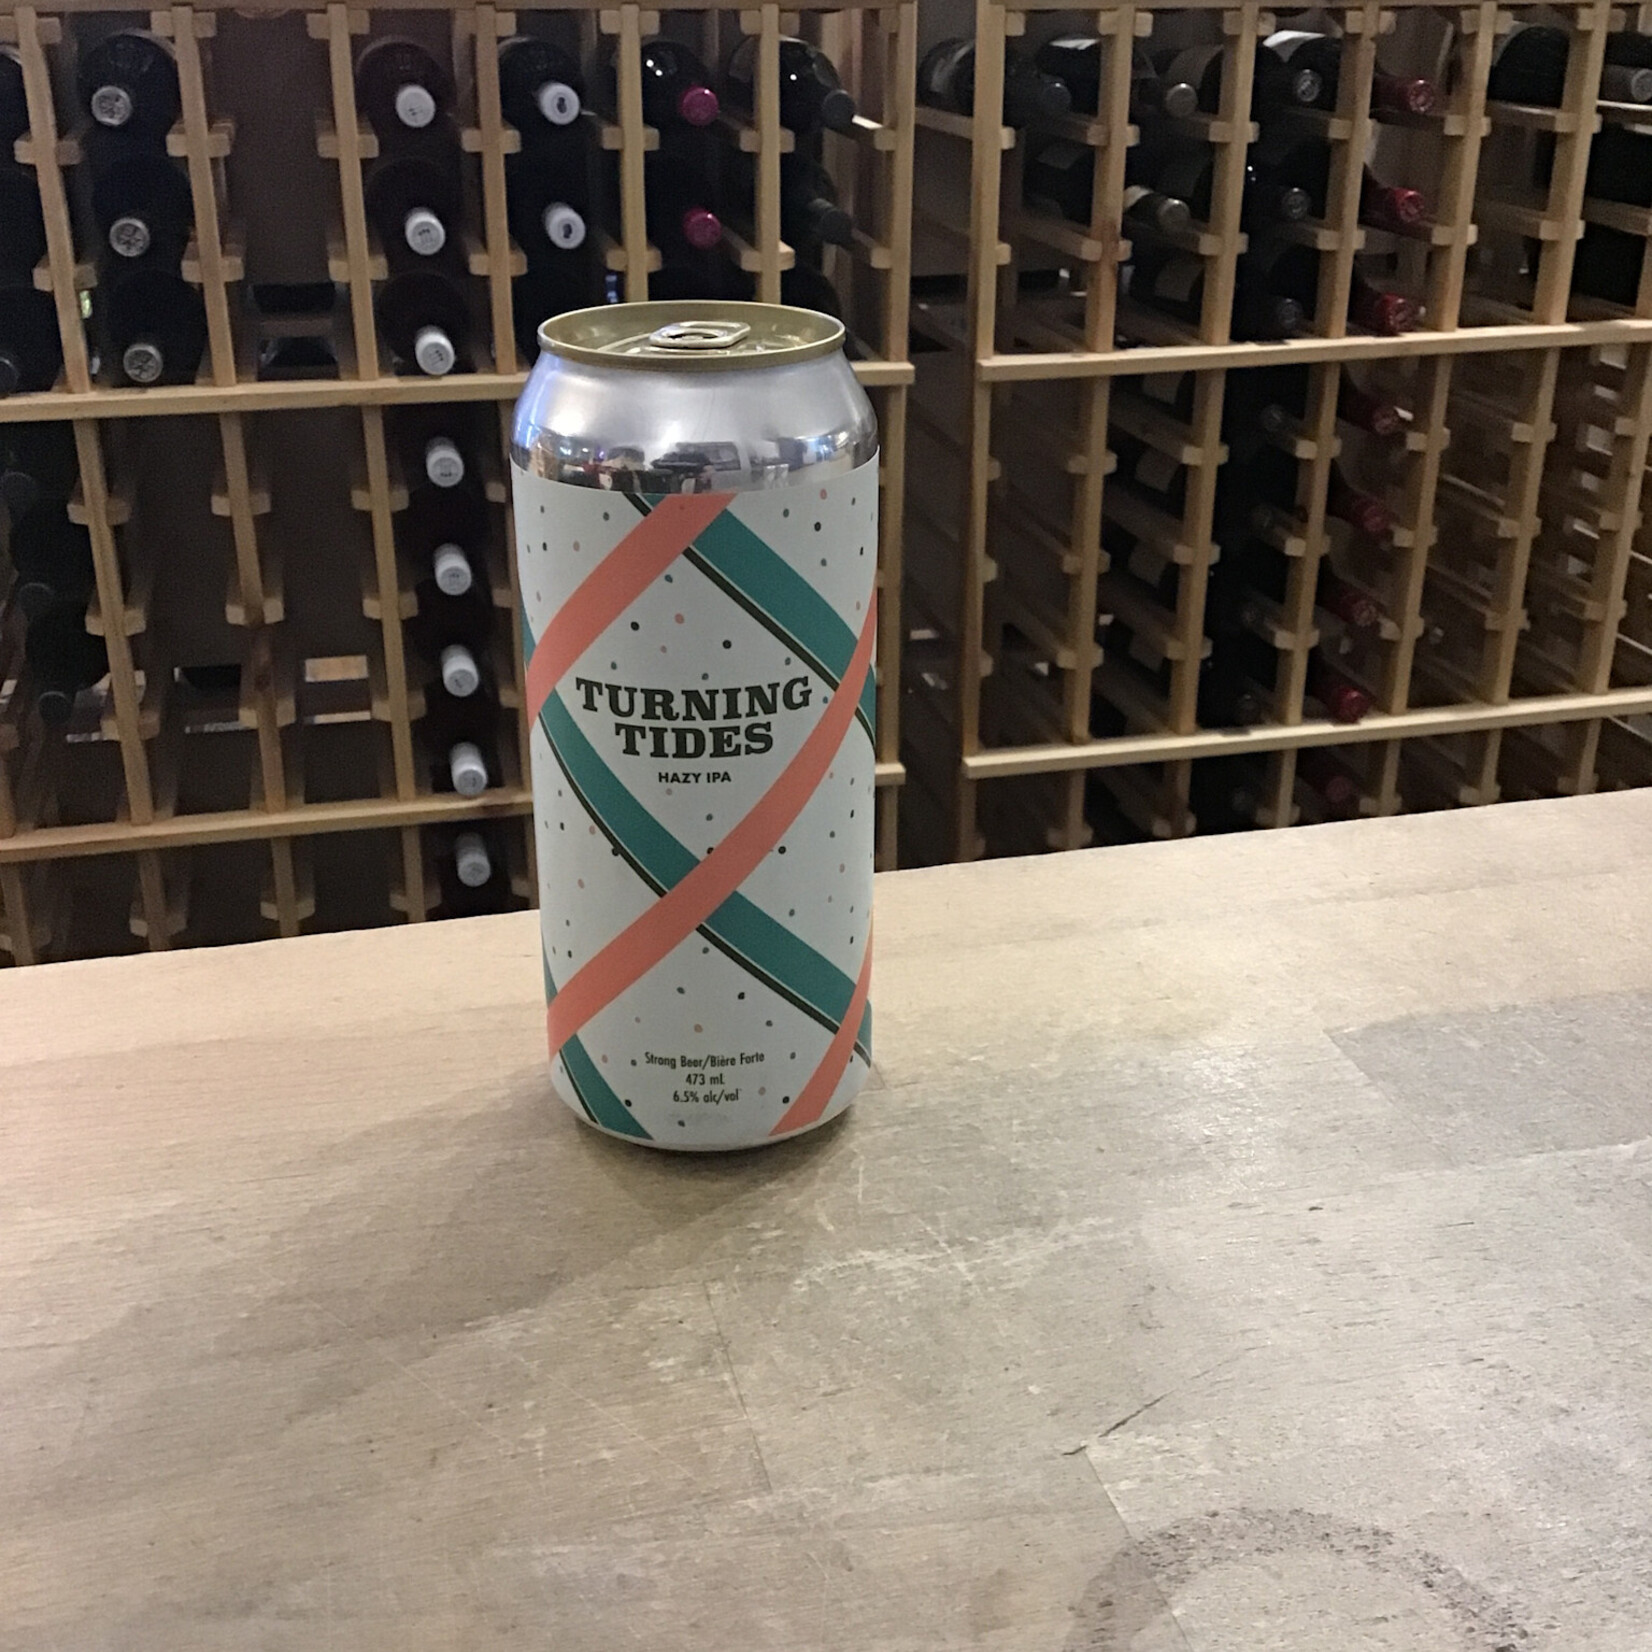 TURNING
TIDES
HAZY IPA
Strong Beer/Bière Forte
473 mL
6.5% alc/vol